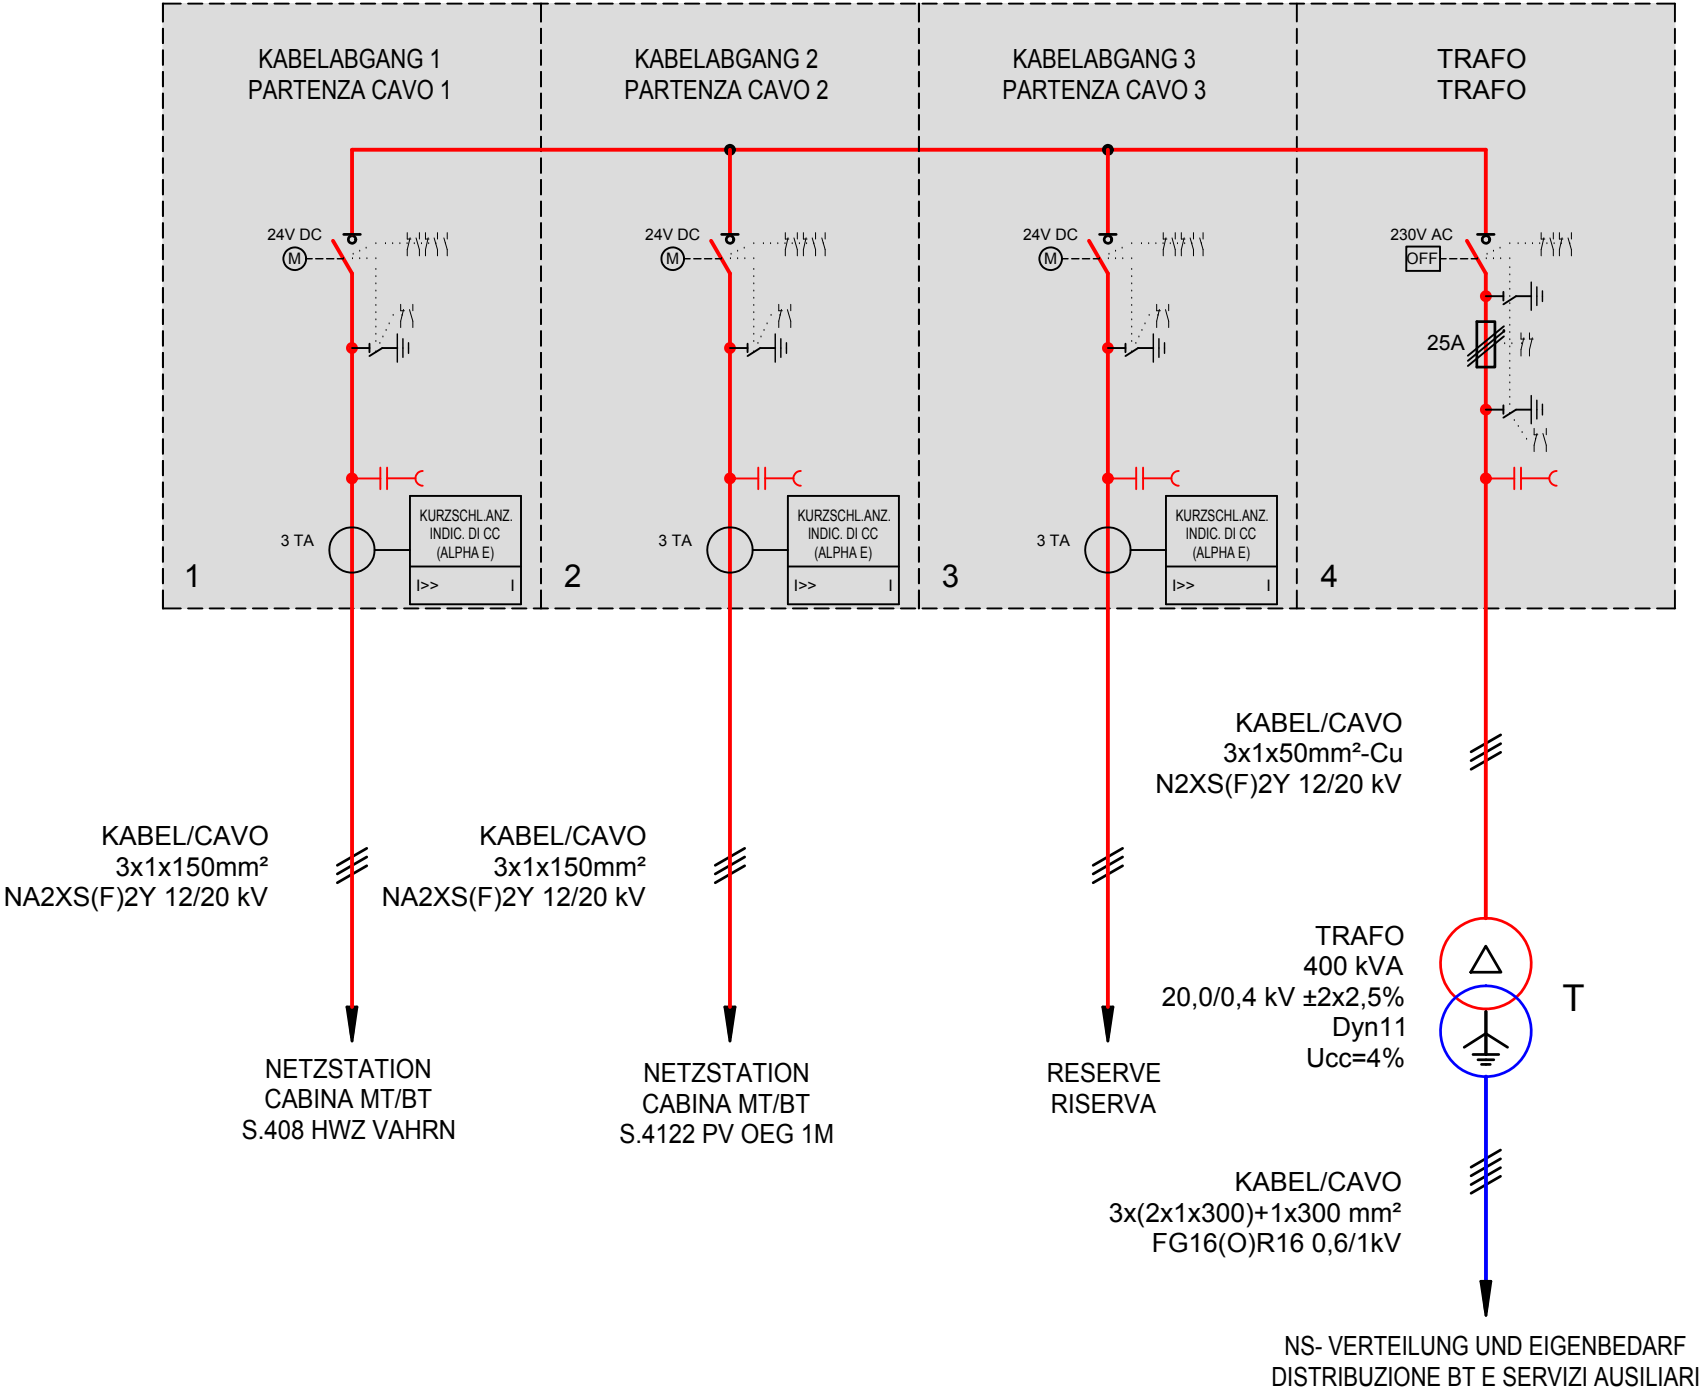 KABELABGANG 1
PARTENZA CAVO 1
KABELABGANG 2
PARTENZA CAVO 2
KABELABGANG 3
PARTENZA CAVO 3
TRAFO
TRAFO
24V DC
M
24V DC
M
24V DC
M
230V AC
OFF
25A
3 TA
KURZSCHL.ANZ.
INDIC. DI CC
(ALPHA E)
I>> I
1
3 TA
KURZSCHL.ANZ.
INDIC. DI CC
(ALPHA E)
I>> I
2
3 TA
KURZSCHL.ANZ.
INDIC. DI CC
(ALPHA E)
I>> I
3
4
KABEL/CAVO
3x1x50mm²-Cu
N2XS(F)2Y 12/20 kV
KABEL/CAVO
3x1x150mm²
NA2XS(F)2Y 12/20 kV
KABEL/CAVO
3x1x150mm²
NA2XS(F)2Y 12/20 kV
TRAFO
400 kVA
20,0/0,4 kV ±2x2,5%
Dyn11
Ucc=4%
T
NETZSTATION
CABINA MT/BT
S.408 HWZ VAHRN
NETZSTATION
CABINA MT/BT
S.4122 PV OEG 1M
RESERVE
RISERVA
KABEL/CAVO
3x(2x1x300)+1x300 mm²
FG16(O)R16 0,6/1kV
NS- VERTEILUNG UND EIGENBEDARF
DISTRIBUZIONE BT E SERVIZI AUSILIARI